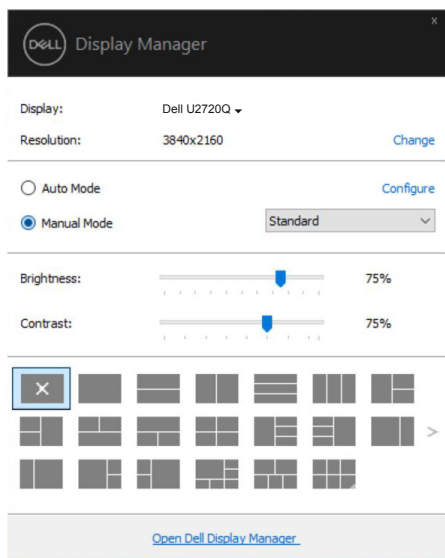 x
DELL Display Manager
Display: Dell U2720Q
Resolution: 3840x2160 Change
Auto Mode Configure
Manual Mode Standard
Brightness: 75%
Contrast: 75%
Open Dell Display Manager